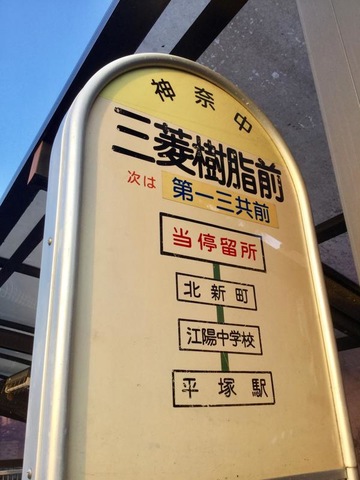 神奈中
三菱樹脂前
次は 第一三共前
当停留所
北新町
江陽中学校
平塚駅